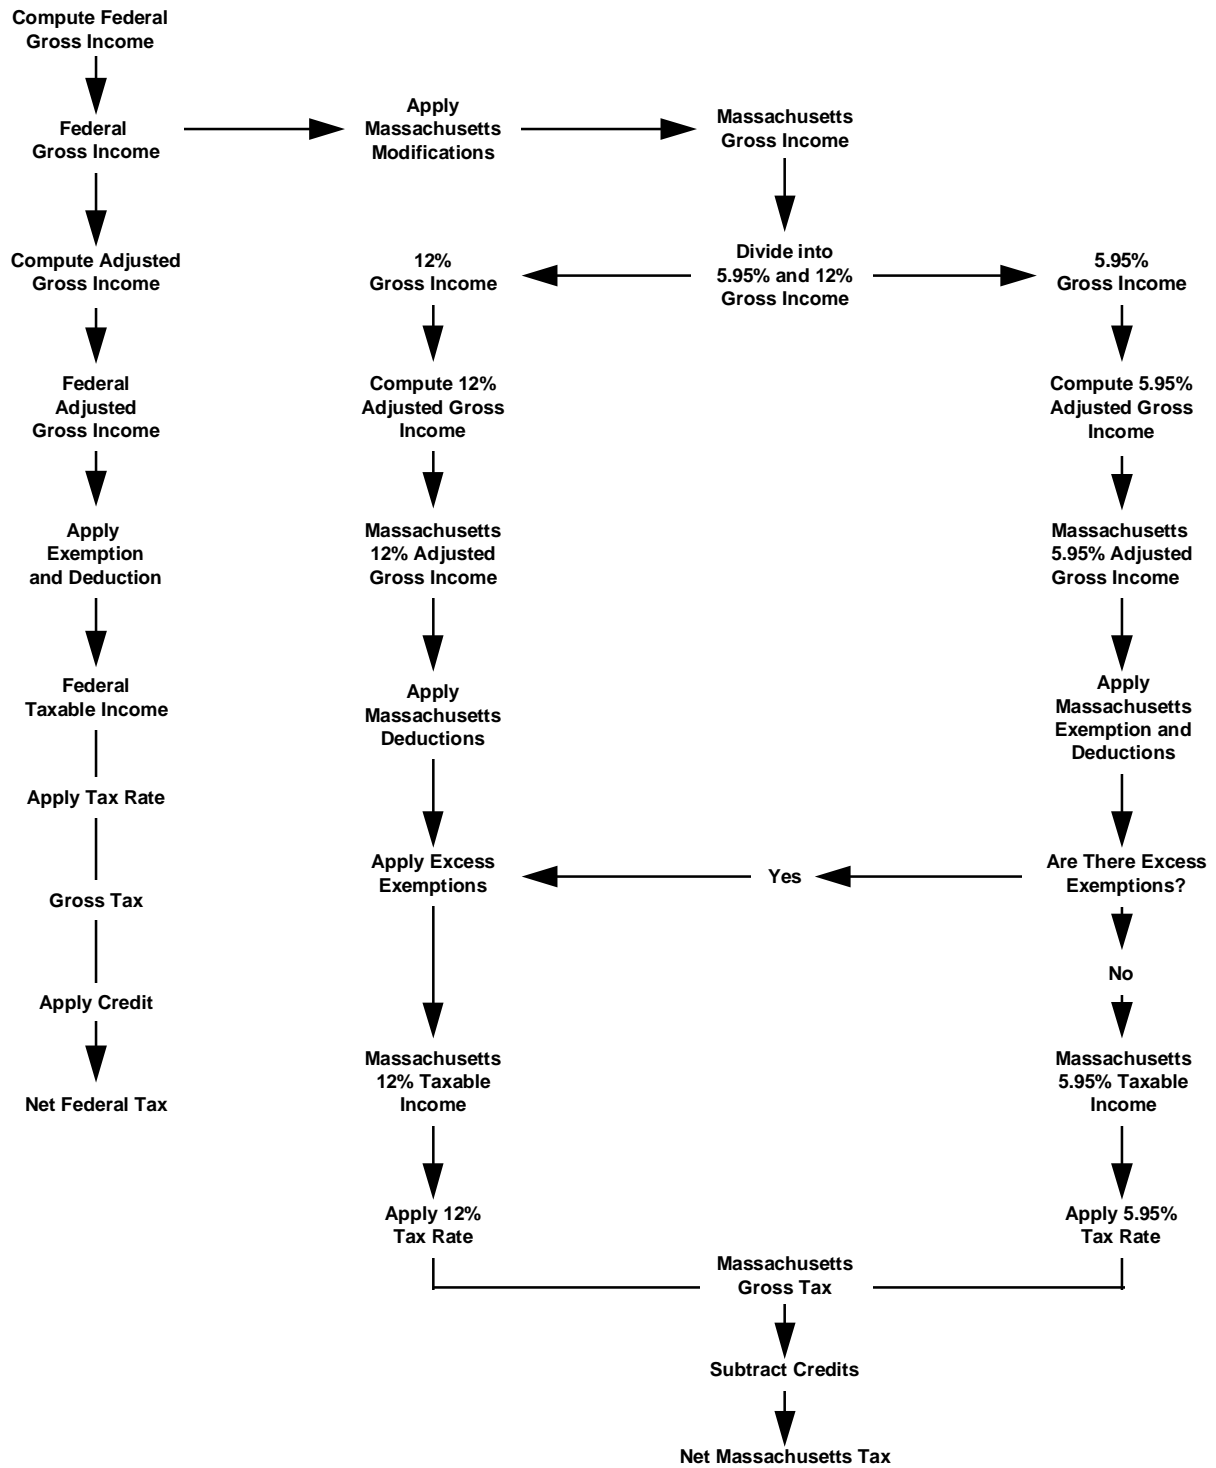 Compute Federal
Gross Income
Federal
Gross Income
Apply
Massachusetts
Modifications
Massachusetts
Gross Income
Compute Adjusted
Gross Income
12%
Gross Income
Divide into
5.95% and 12%
Gross Income
5.95%
Gross Income
Federal
Adjusted
Gross Income
Compute 12%
Adjusted Gross
Income
Compute 5.95%
Adjusted Gross
Income
Apply
Exemption
and Deduction
Massachusetts
12% Adjusted
Gross Income
Massachusetts
5.95% Adjusted
Gross Income
Federal
Taxable Income
Apply
Massachusetts
Deductions
Apply
Massachusetts
Exemption and
Deductions
Apply Tax Rate
Apply Excess
Exemptions
Yes
Are There Excess
Exemptions?
Gross Tax
No
Apply Credit
Massachusetts
12% Taxable
Income
Massachusetts
5.95% Taxable
Income
Net Federal Tax
Apply 12%
Tax Rate
Apply 5.95%
Tax Rate
Massachusetts
Gross Tax
Subtract Credits
Net Massachusetts Tax